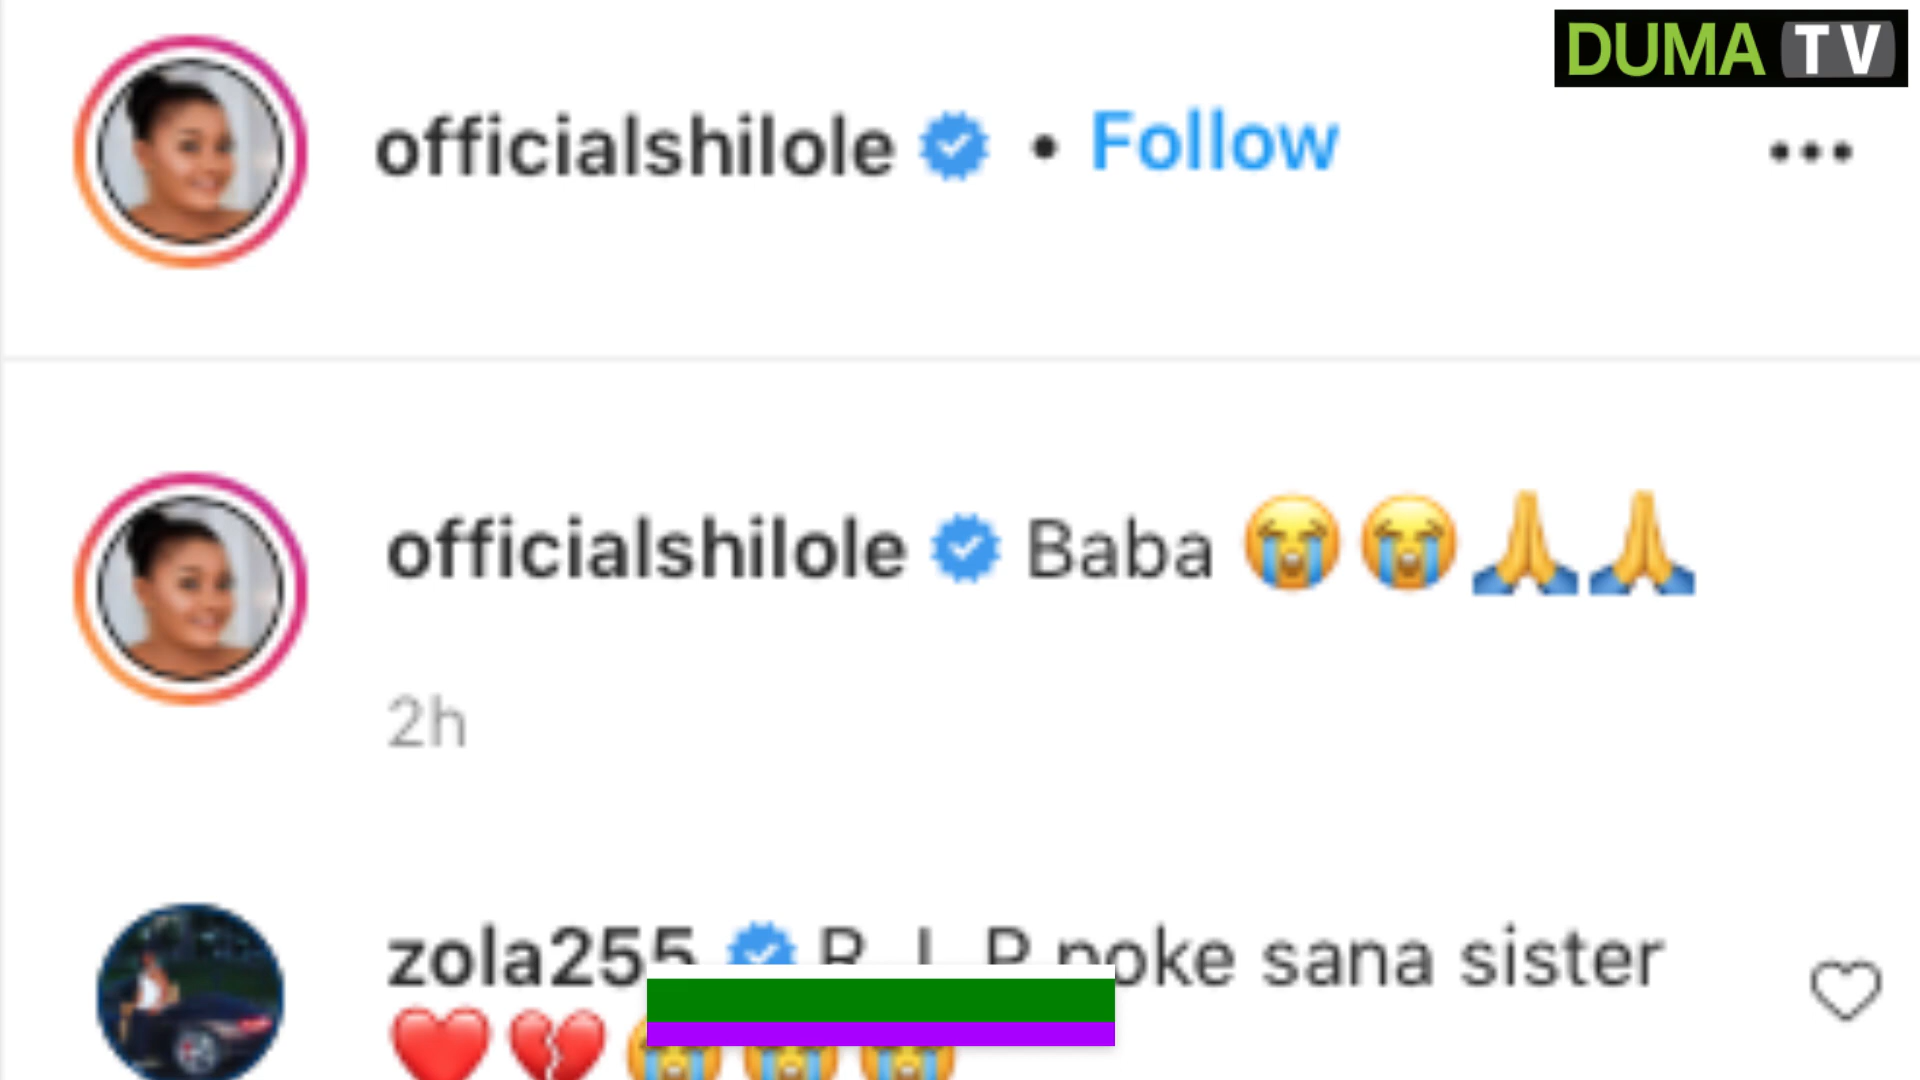 DUMA TV
officialshilole • Follow
officialshilole Baba 😭😭🙏🙏
2h
zola255 R I P poke sana sister
❤️💔😭😭😭